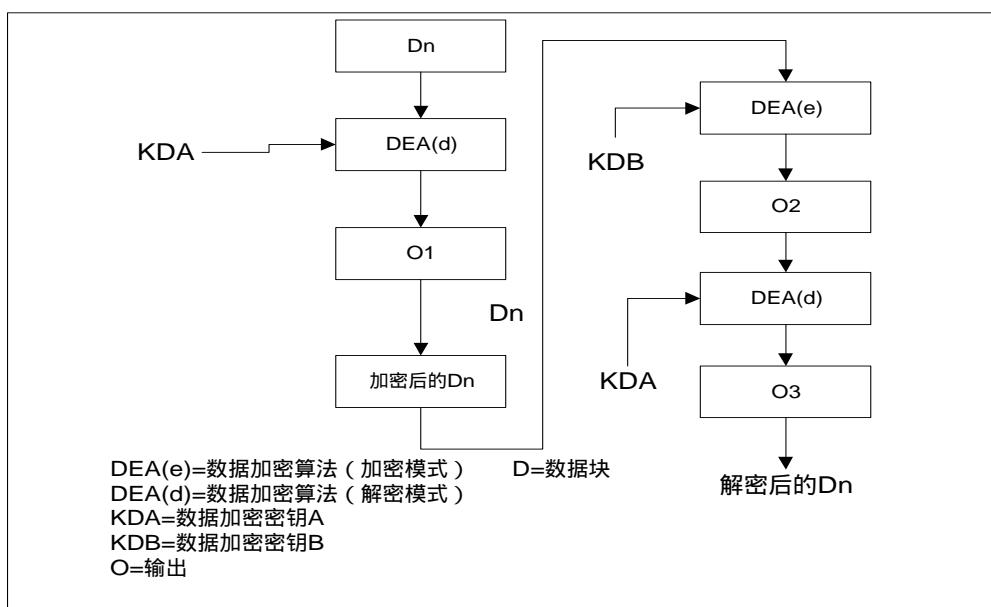 Dn
DEA(d)
KDA
O1
Dn
加密后的Dn
DEA(e)
KDB
O2
DEA(d)
KDA
O3
解密后的Dn
DEA(e)=数据加密算法（加密模式） D=数据块
DEA(d)=数据加密算法（解密模式）
KDA=数据加密密钥A
KDB=数据加密密钥B
O=输出